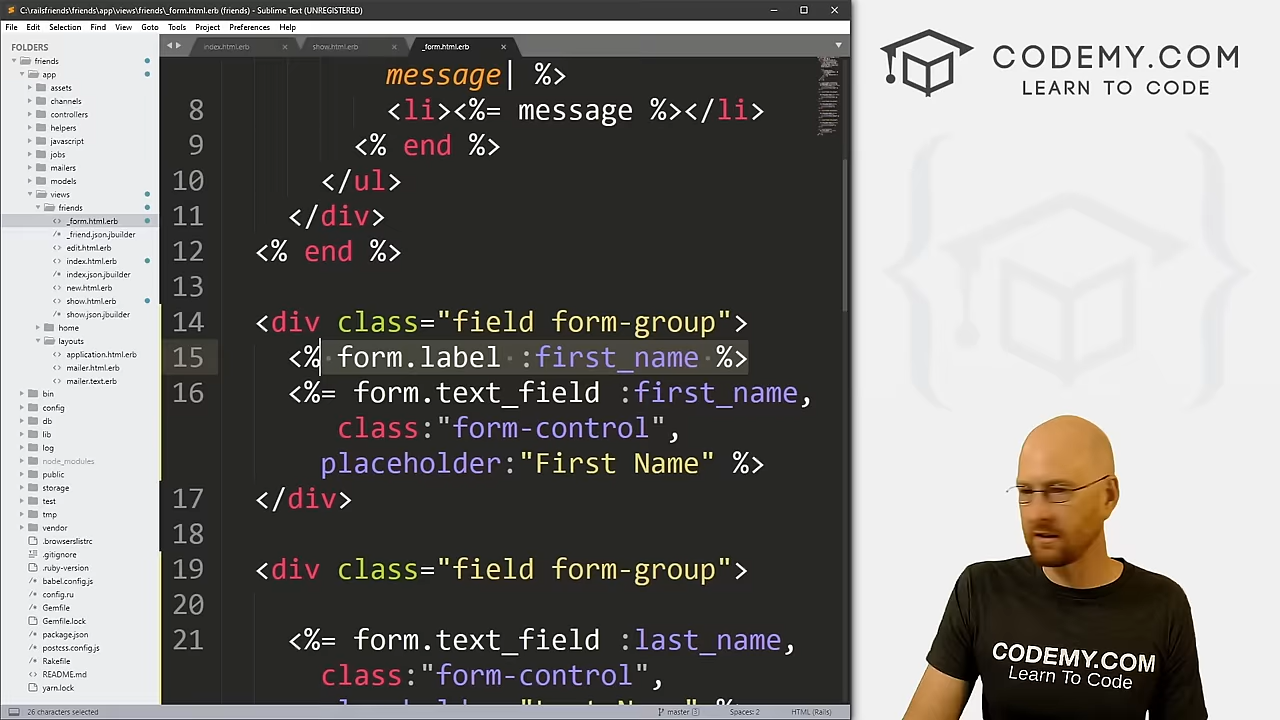 C:\railsfriends\friends\app\views\friends\_form.html.erb (friends) - Sublime Text (UNREGISTERED)
File Edit Selection Find View Goto Tools Project Preferences Help
FOLDERS
friends
app
assets
channels
controllers
helpers
javascript
jobs
mailers
models
views
friends
_form.html.erb
_friend.json.jbuilder
edit.html.erb
index.html.erb
index.json.jbuilder
new.html.erb
show.html.erb
show.json.jbuilder
home
layouts
application.html.erb
mailer.html.erb
mailer.text.erb
bin
config
db
lib
log
node_modules
public
storage
test
tmp
vendor
.browserslistrc
.gitignore
.ruby-version
babel.config.js
config.ru
Gemfile
Gemfile.lock
package.json
postcss.config.js
Rakefile
README.md
yarn.lock
index.html.erb show.html.erb _form.html.erb
message| %>
8 <li><%= message %></li>
9 <% end %>
10 </ul>
11 </div>
12 <% end %>
13
14 <div class="field form-group">
15 <% form.label :first_name %>
16 <%= form.text_field :first_name,
class:"form-control",
placeholder:"First Name" %>
17 </div>
18
19 <div class="field form-group">
20
21 <%= form.text_field :last_name,
class:"form-control",
26 characters selected
master (3) Spaces: 2 HTML (Rails)
CODEMY.COM
LEARN TO CODE
CODEMY.COM
Learn To Code